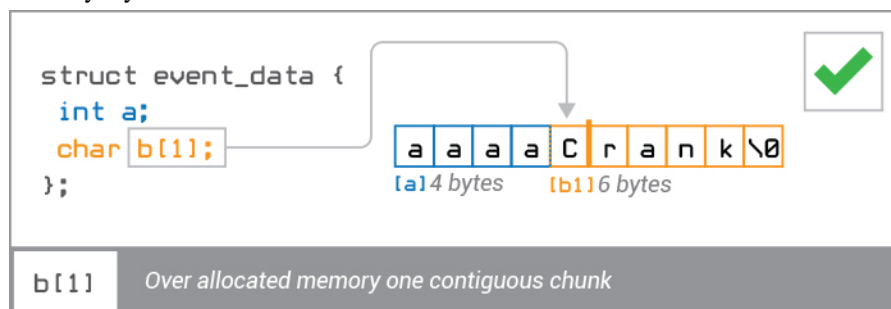 struct event_data {
int a;
char b[1];
};
a a a a C r a n k \0
[a] 4 bytes [b1] 6 bytes
b[1] Over allocated memory one contiguous chunk